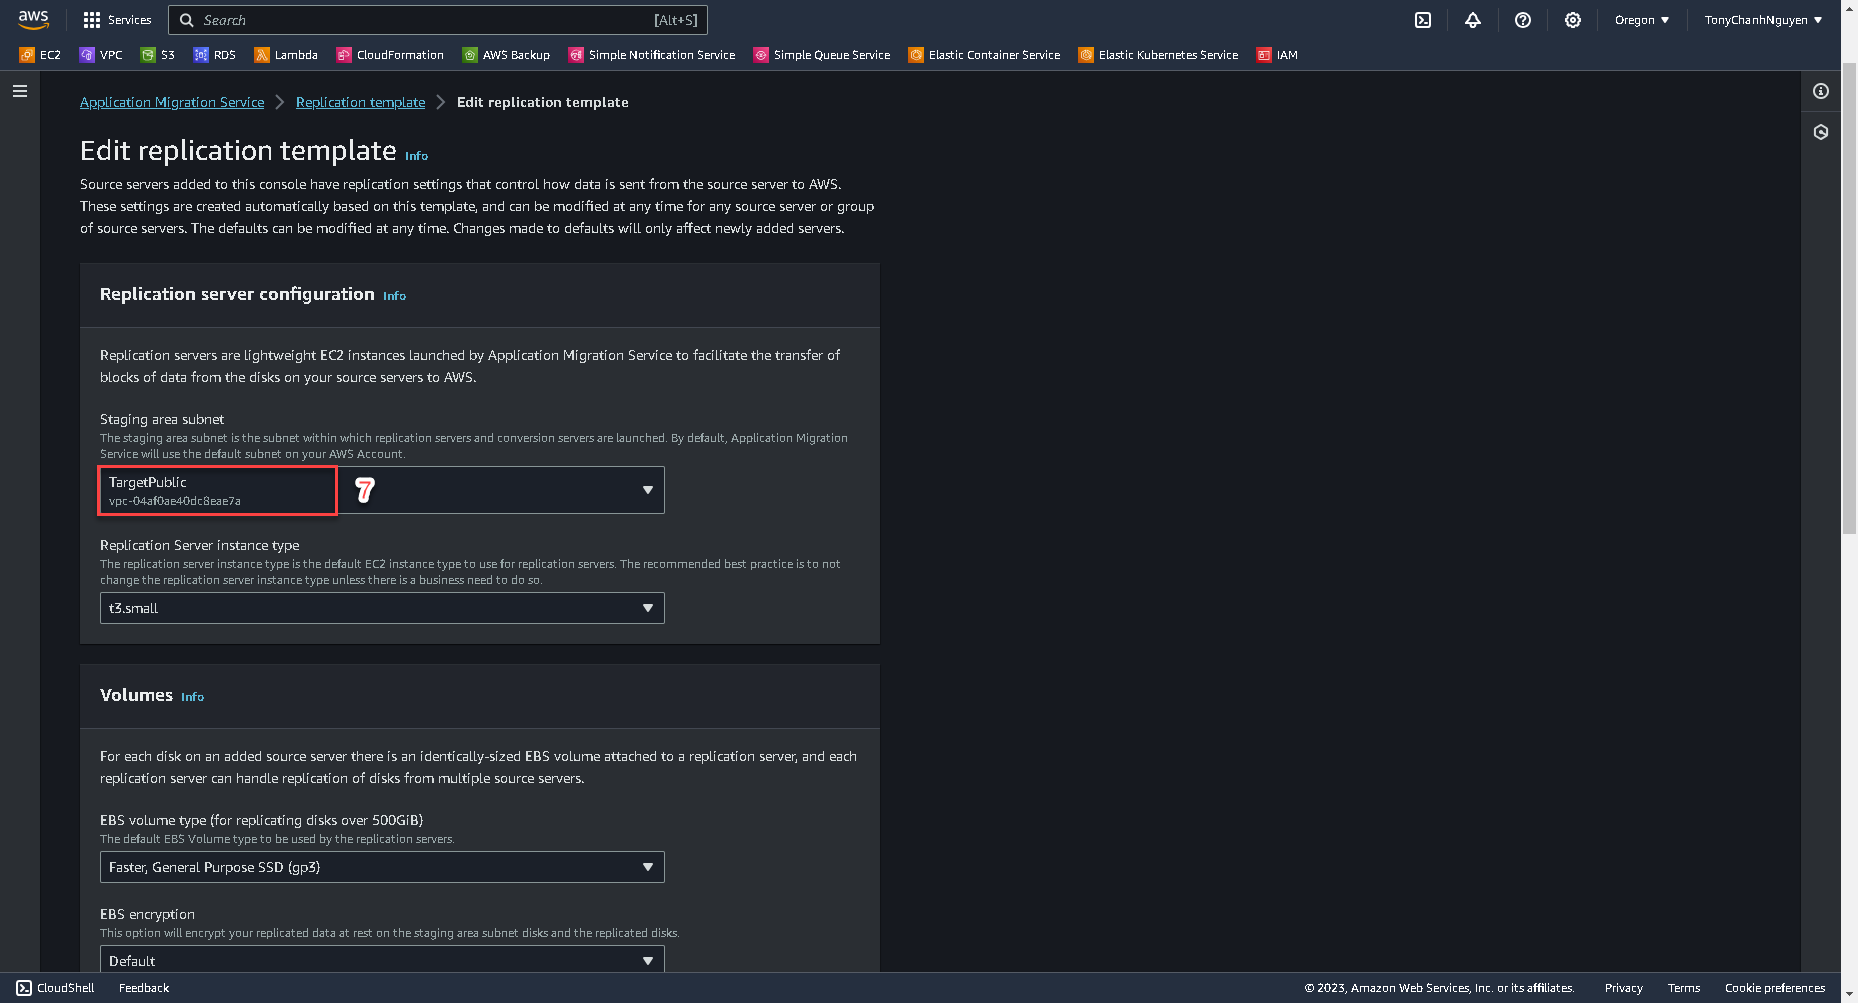 aws
Services
Search
[Alt+S]
Oregon
TonyChanhNguyen
EC2
VPC
S3
RDS
Lambda
CloudFormation
AWS Backup
Simple Notification Service
Simple Queue Service
Elastic Container Service
Elastic Kubernetes Service
IAM
Application Migration Service
Replication template
Edit replication template
Edit replication template Info
Source servers added to this console have replication settings that control how data is sent from the source server to AWS.
These settings are created automatically based on this template, and can be modified at any time for any source server or group
of source servers. The defaults can be modified at any time. Changes made to defaults will only affect newly added servers.
Replication server configuration Info
Replication servers are lightweight EC2 instances launched by Application Migration Service to facilitate the transfer of
blocks of data from the disks on your source servers to AWS.
Staging area subnet
The staging area subnet is the subnet within which replication servers and conversion servers are launched. By default, Application Migration
Service will use the default subnet on your AWS Account.
TargetPublic
vpc-04af0ae40dc8eae7a
7
Replication Server instance type
The replication server instance type is the default EC2 instance type to use for replication servers. The recommended best practice is to not
change the replication server instance type unless there is a business need to do so.
t3.small
Volumes Info
For each disk on an added source server there is an identically-sized EBS volume attached to a replication server, and each
replication server can handle replication of disks from multiple source servers.
EBS volume type (for replicating disks over 500GiB)
The default EBS Volume type to be used by the replication servers.
Faster, General Purpose SSD (gp3)
EBS encryption
This option will encrypt your replicated data at rest on the staging area subnet disks and the replicated disks.
Default
CloudShell
Feedback
© 2023, Amazon Web Services, Inc. or its affiliates.
Privacy
Terms
Cookie preferences